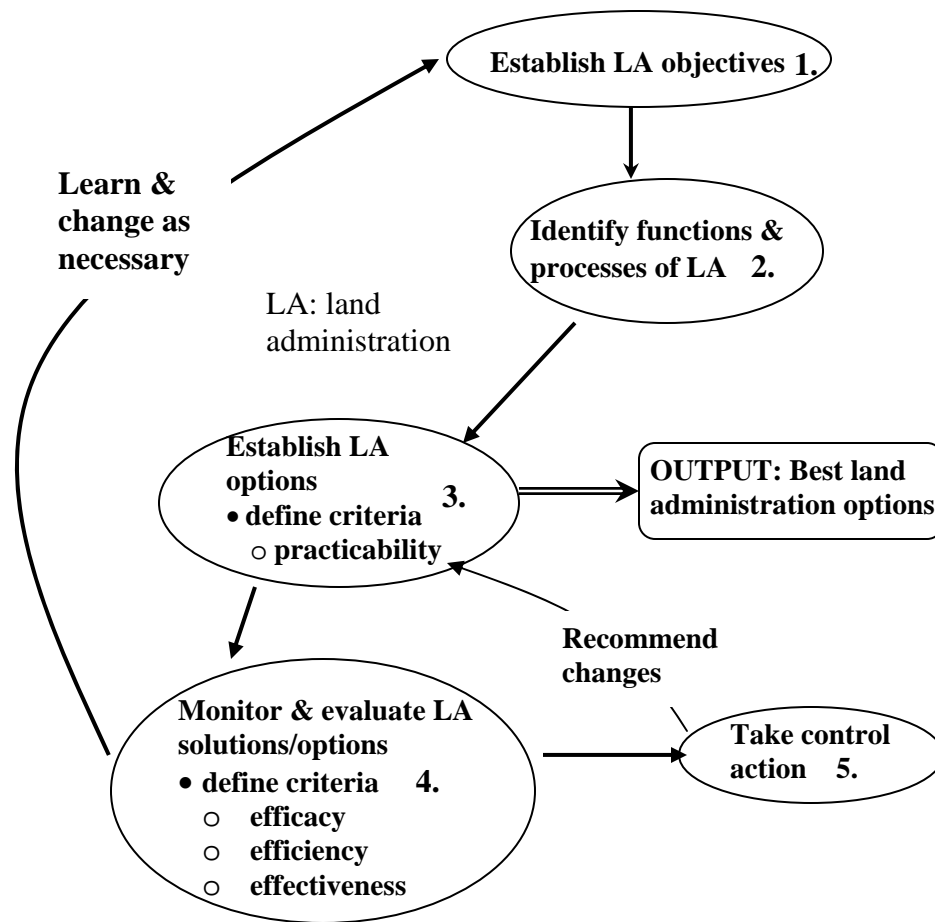 Establish LA objectives 1.
Learn &
change as
necessary
Identify functions &
processes of LA 2.
LA: land
administration
Establish LA
options
• define criteria 3.
o practicability
OUTPUT: Best land
administration options
Recommend
changes
Monitor & evaluate LA
solutions/options
• define criteria 4.
o efficacy
o efficiency
o effectiveness
Take control
action 5.